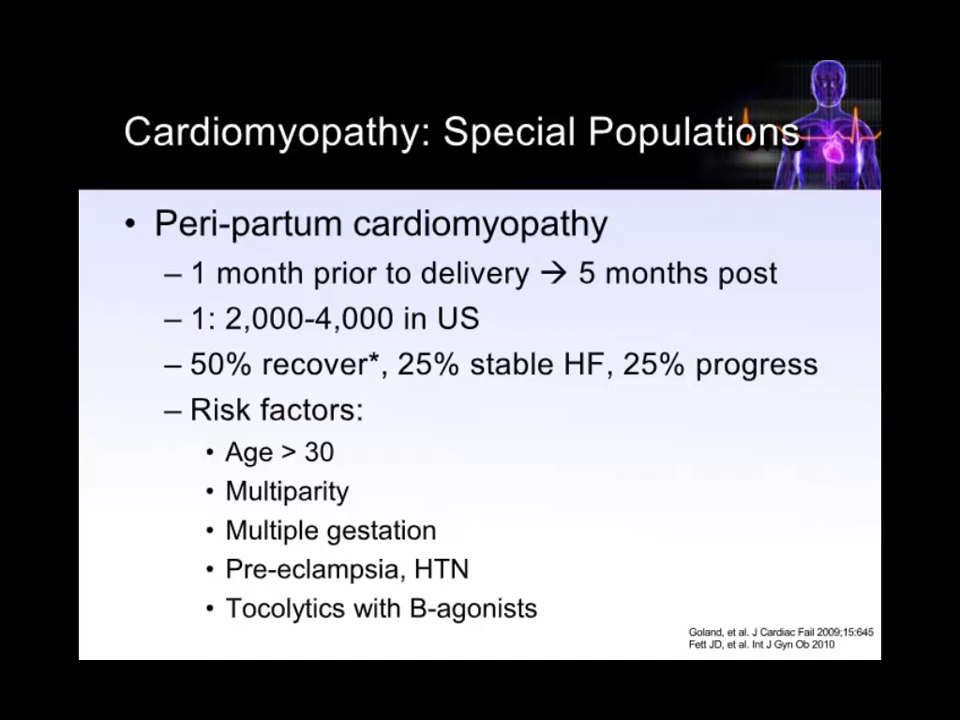 Cardiomyopathy: Special Populations
• Peri-partum cardiomyopathy
– 1 month prior to delivery → 5 months post
– 1: 2,000-4,000 in US
– 50% recover*, 25% stable HF, 25% progress
– Risk factors:
• Age > 30
• Multiparity
• Multiple gestation
• Pre-eclampsia, HTN
• Tocolytics with B-agonists
Goland, et al. J Cardiac Fail 2009;15:645
Fett JD, et al. Int J Gyn Ob 2010